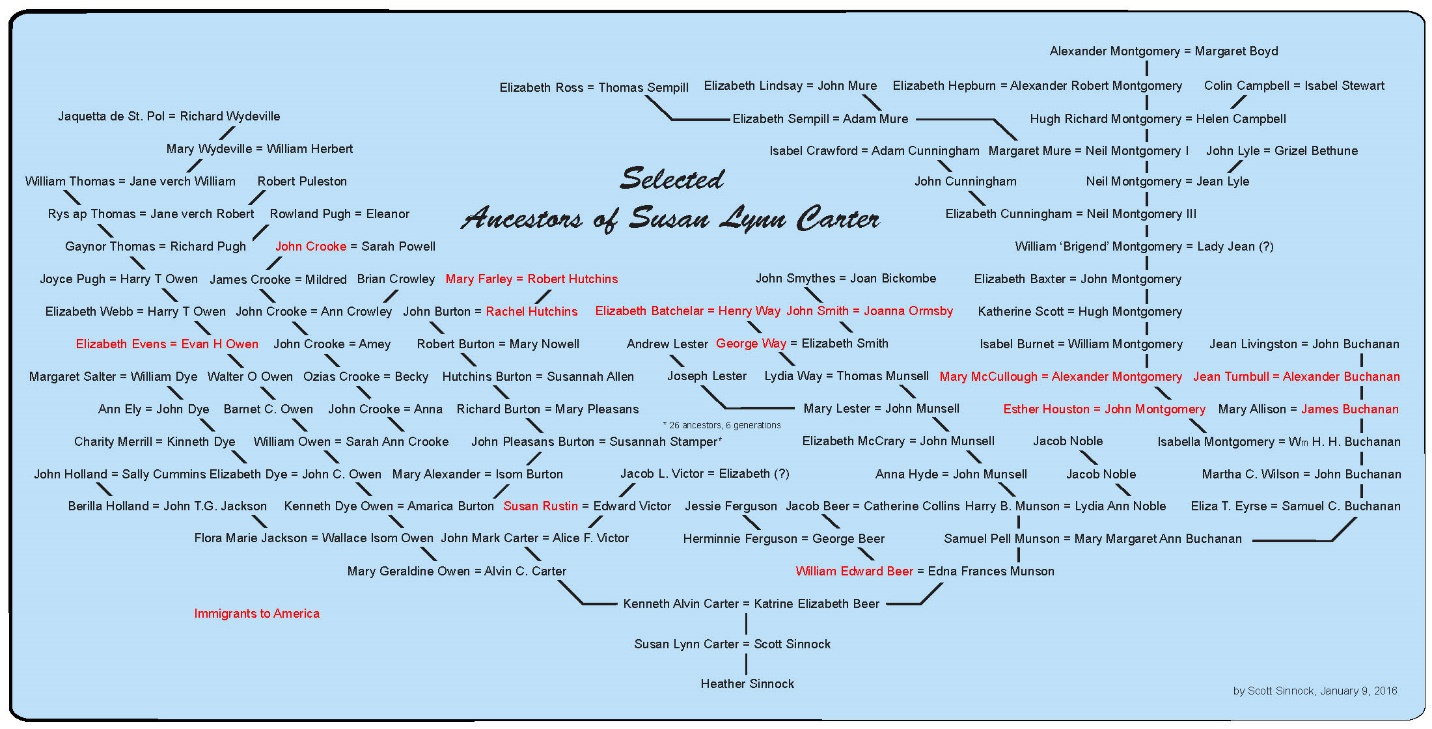 Alexander Montgomery = Margaret Boyd
Elizabeth Ross = Thomas Sempill Elizabeth Lindsay = John Mure Elizabeth Hepburn = Alexander Robert Montgomery Colin Campbell = Isabel Stewart
Jaquetta de St. Pol = Richard Wydeville Elizabeth Sempill = Adam Mure Hugh Richard Montgomery = Helen Campbell
Mary Wydeville = William Herbert Isabel Crawford = Adam Cunningham Margaret Mure = Neil Montgomery I John Lyle = Grizel Bethune
William Thomas = Jane verch William Robert Puleston Selected John Cunningham Neil Montgomery = Jean Lyle
Rys ap Thomas = Jane verch Robert Rowland Pugh = Eleanor Ancestors of Susan Lynn Carter Elizabeth Cunningham = Neil Montgomery III
Gaynor Thomas = Richard Pugh John Crooke = Sarah Powell William 'Brigend' Montgomery = Lady Jean (?)
Joyce Pugh = Harry T Owen James Crooke = Mildred Brian Crowley Mary Farley = Robert Hutchins John Smythes = Joan Bickombe Elizabeth Baxter = John Montgomery
Elizabeth Webb = Harry T Owen John Crooke = Ann Crowley John Burton = Rachel Hutchins Elizabeth Batchelar = Henry Way John Smith = Joanna Ormsby Katherine Scott = Hugh Montgomery
Elizabeth Evens = Evan H Owen John Crooke = Amey Robert Burton = Mary Nowell Andrew Lester George Way = Elizabeth Smith Isabel Burnet = William Montgomery Jean Livingston = John Buchanan
Margaret Salter = William Dye Walter O Owen Ozias Crooke = Becky Hutchins Burton = Susannah Allen Joseph Lester Lydia Way = Thomas Munsell Mary McCullough = Alexander Montgomery Jean Turnbull = Alexander Buchanan
Ann Ely = John Dye Barnet C. Owen John Crooke = Anna Richard Burton = Mary Pleasans Mary Lester = John Munsell Esther Houston = John Montgomery Mary Allison = James Buchanan
* 26 ancestors, 6 generations
Charity Merrill = Kinneth Dye William Owen = Sarah Ann Crooke John Pleasans Burton = Susannah Stamper* Elizabeth McCrary = John Munsell Jacob Noble Isabella Montgomery = Wm H. H. Buchanan
John Holland = Sally Cummins Elizabeth Dye = John C. Owen Mary Alexander = Isom Burton Jacob L. Victor = Elizabeth (?) Anna Hyde = John Munsell Jacob Noble Martha C. Wilson = John Buchanan
Berilla Holland = John T.G. Jackson Kenneth Dye Owen = Amarica Burton Susan Rustin = Edward Victor Jessie Ferguson Jacob Beer = Catherine Collins Harry B. Munson = Lydia Ann Noble Eliza T. Eyrse = Samuel C. Buchanan
Flora Marie Jackson = Wallace Isom Owen John Mark Carter = Alice F. Victor Herminnie Ferguson = George Beer Samuel Pell Munson = Mary Margaret Ann Buchanan
Mary Geraldine Owen = Alvin C. Carter William Edward Beer = Edna Frances Munson
Kenneth Alvin Carter = Katrine Elizabeth Beer
Immigrants to America
Susan Lynn Carter = Scott Sinnock
Heather Sinnock
by Scott Sinnock, January 9, 2016